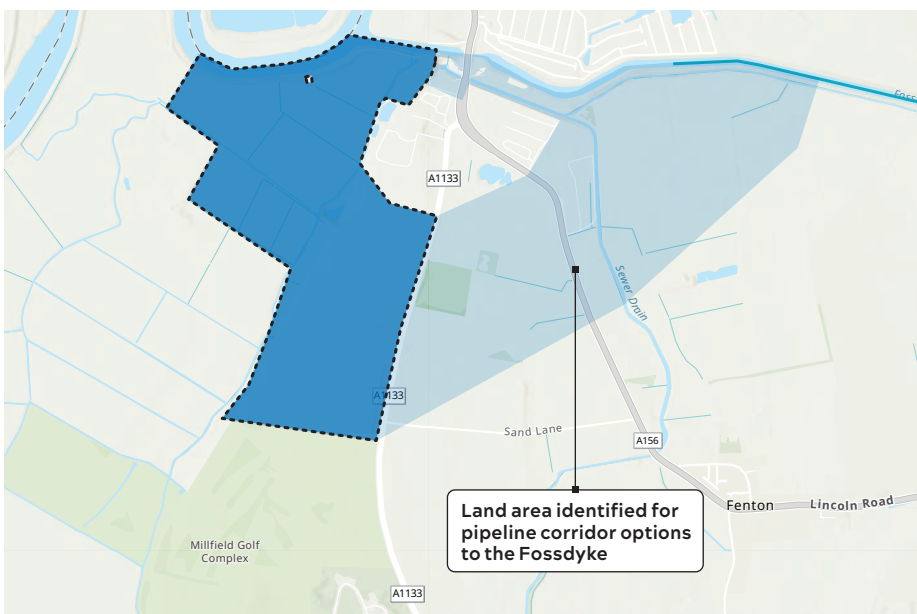 A1133
Sewer Drain
A1133
Sand Lane
A156
Fenton
Lincoln Road
Land area identified for
pipeline corridor options
to the Fossdyke
Millfield Golf
Complex
A1133